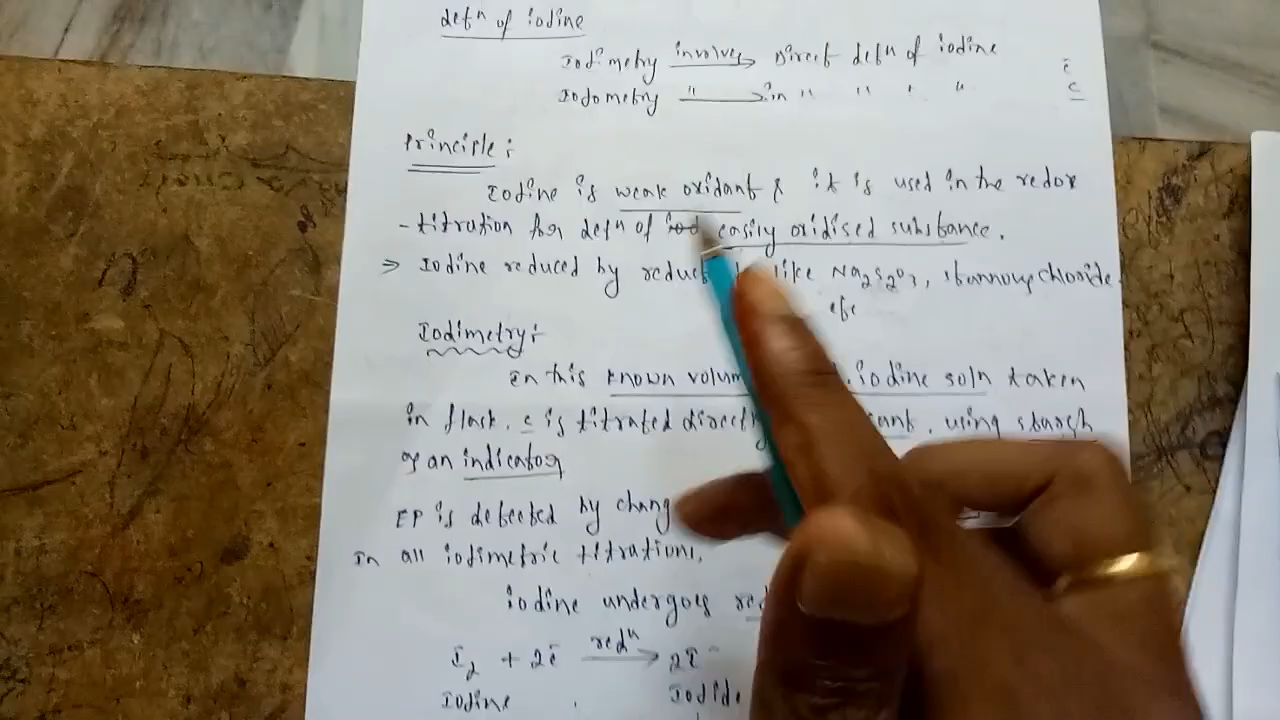 detn of iodine
Iodimetry involves → Direct detn of iodine
Iodometry " → in " " " "
c̄
c
Principle:
Iodine is weak oxidant & it is used in the redox
-titration for detn of easily oxidised substance.
⇒ Iodine reduced by like Na2S2O3, stannous chloride
etc
Iodimetry:
In this known iodine soln taken
in flask. c is titrated using starch
as an indicator
EP is detected by
In all iodimetric titrations,
iodine undergoes
I2 + 2ē redn → 2I-
Iodine Iodide